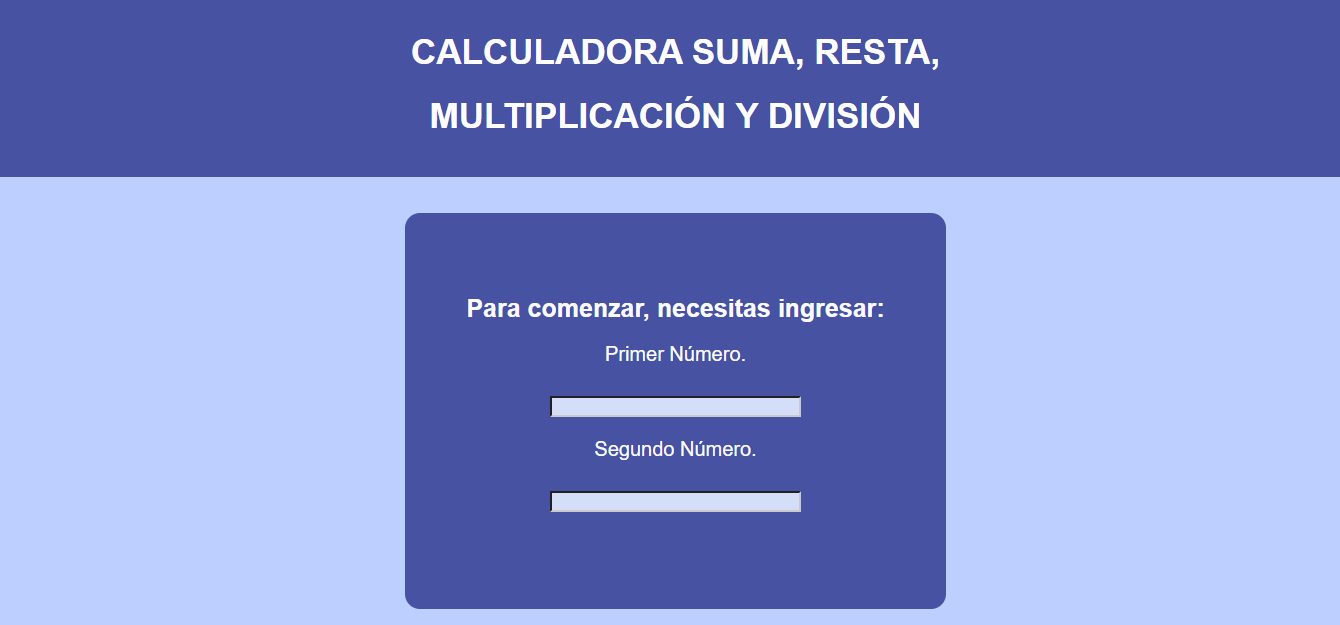 CALCULADORA SUMA, RESTA,
MULTIPLICACIÓN Y DIVISIÓN
Para comenzar, necesitas ingresar:
Primer Número.
Segundo Número.